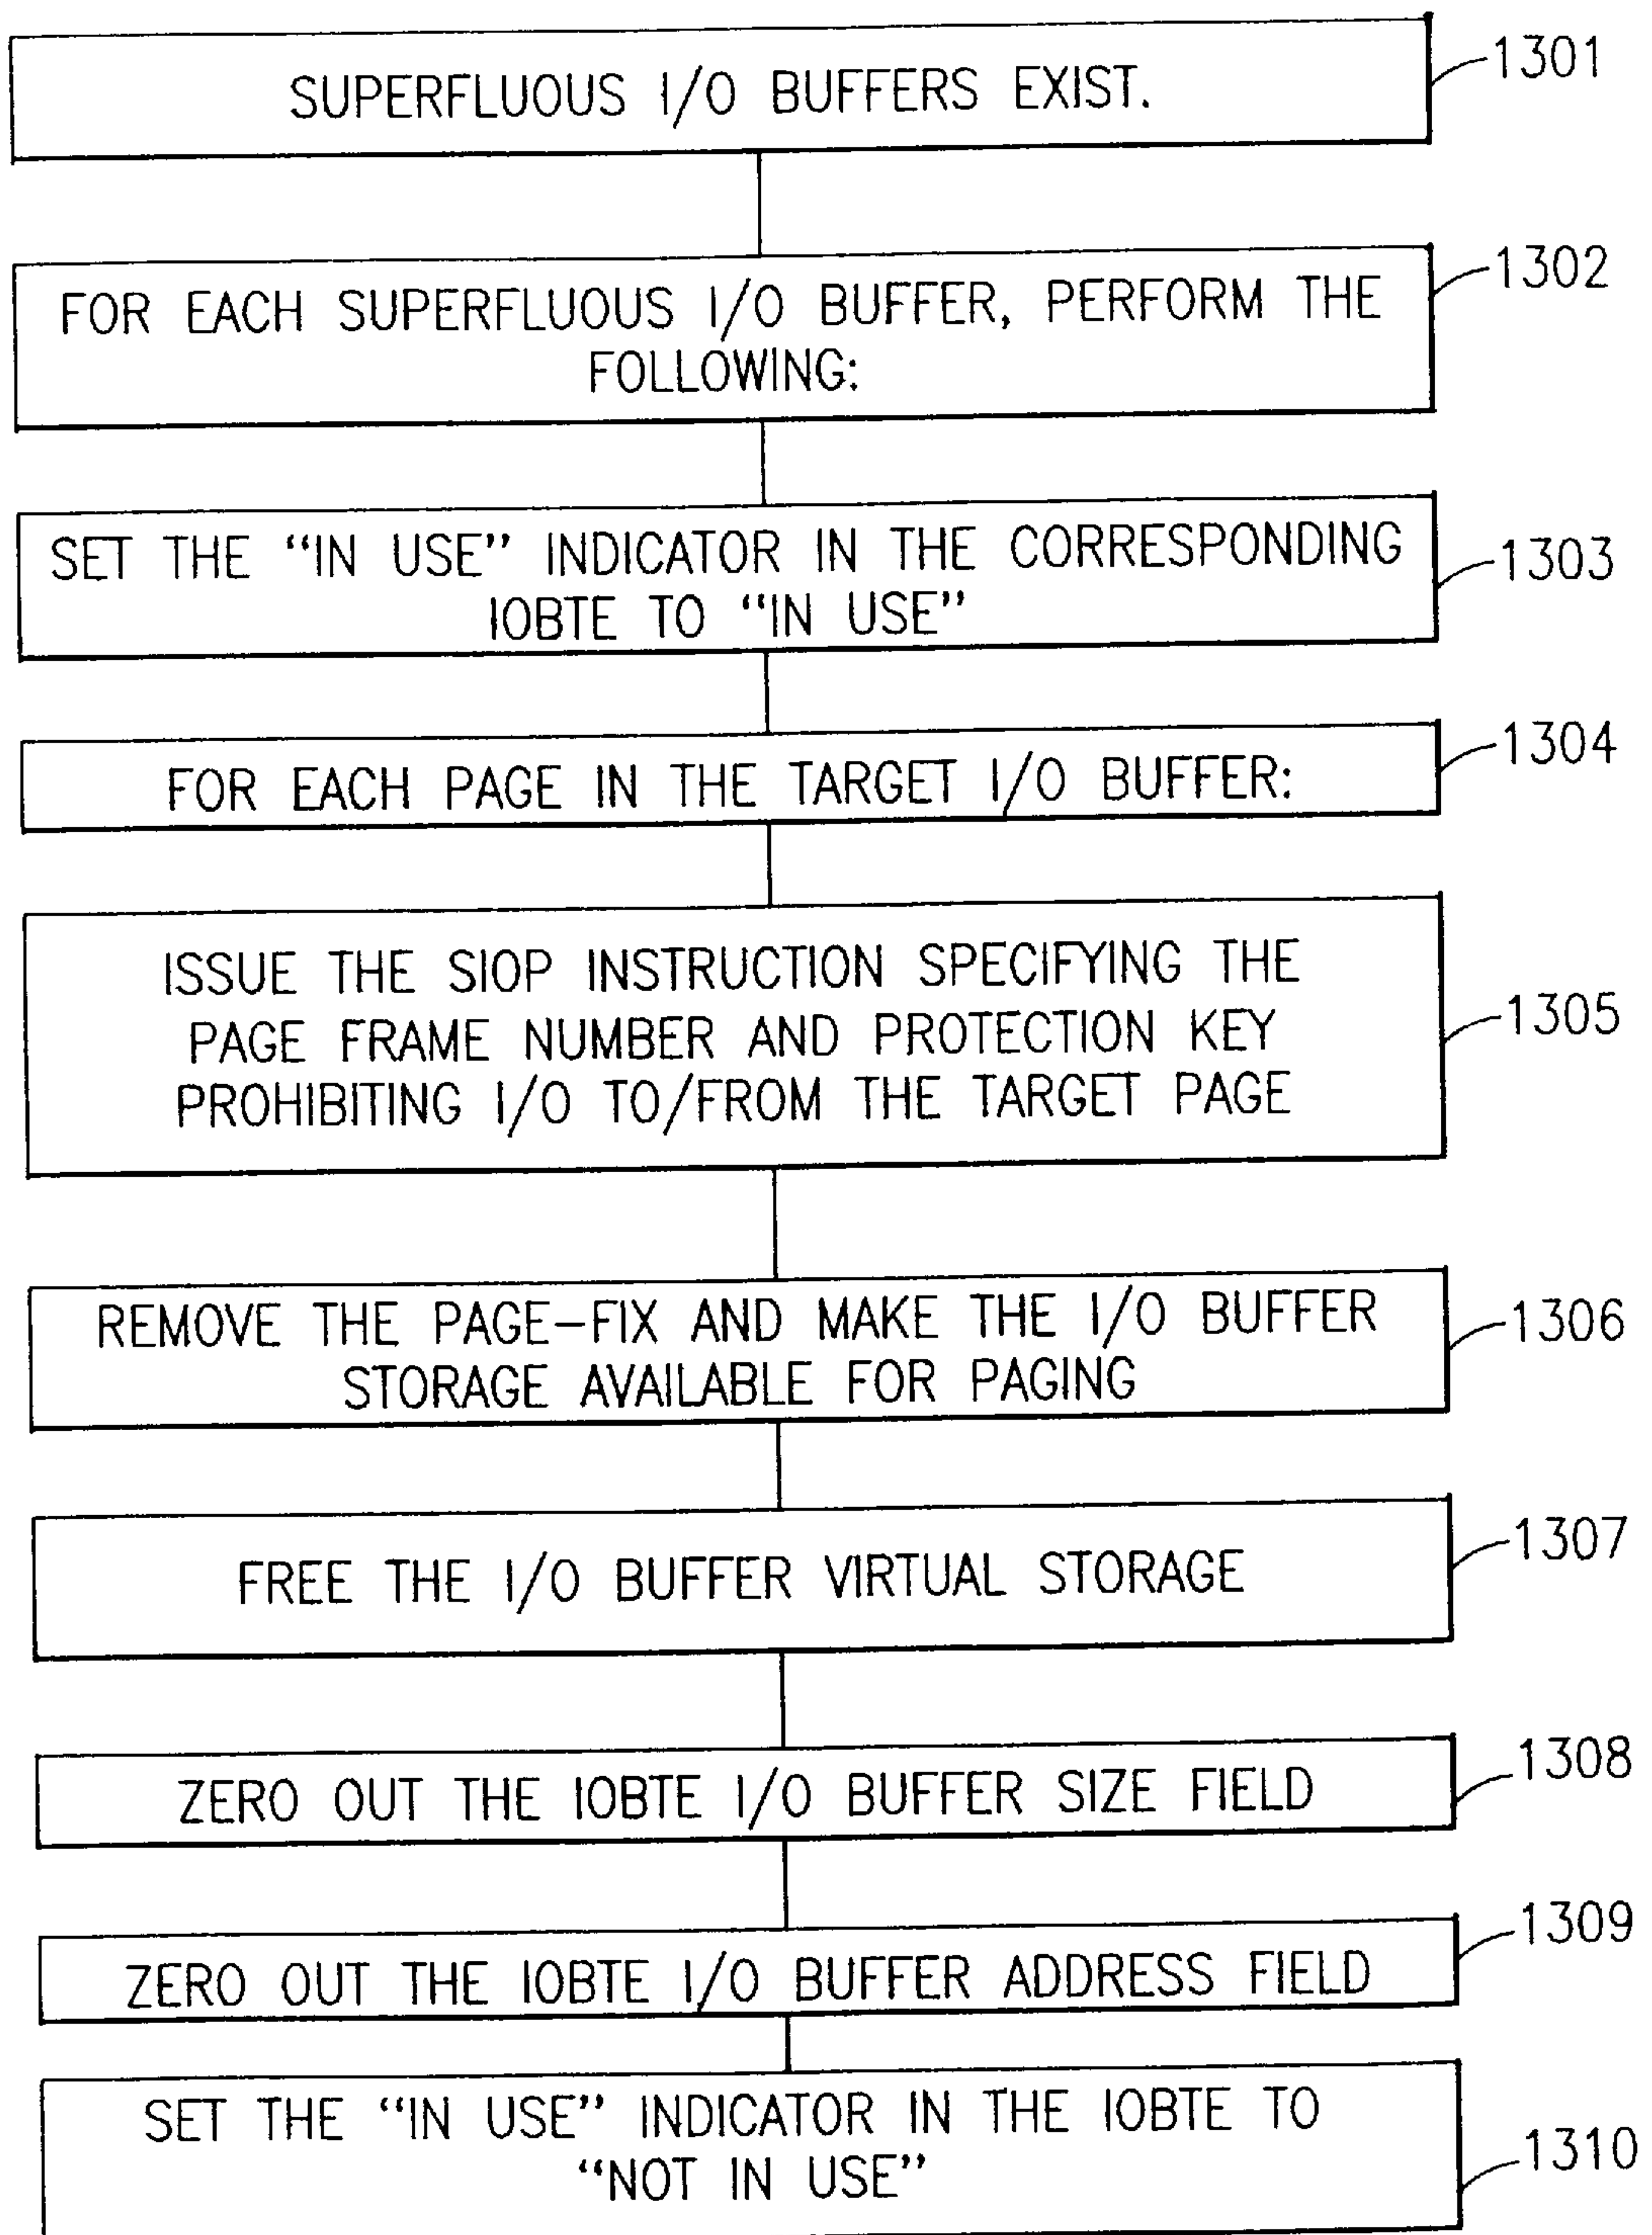 SUPERFLUOUS I/O BUFFERS EXIST.
1301
FOR EACH SUPERFLUOUS I/O BUFFER, PERFORM THE
FOLLOWING:
1302
SET THE “IN USE” INDICATOR IN THE CORRESPONDING
IOBTE TO “IN USE”
1303
FOR EACH PAGE IN THE TARGET I/O BUFFER:
1304
ISSUE THE SIOP INSTRUCTION SPECIFYING THE
PAGE FRAME NUMBER AND PROTECTION KEY
PROHIBITING I/O TO/FROM THE TARGET PAGE
1305
REMOVE THE PAGE-FIX AND MAKE THE I/O BUFFER
STORAGE AVAILABLE FOR PAGING
1306
FREE THE I/O BUFFER VIRTUAL STORAGE
1307
ZERO OUT THE IOBTE I/O BUFFER SIZE FIELD
1308
ZERO OUT THE IOBTE I/O BUFFER ADDRESS FIELD
1309
SET THE “IN USE” INDICATOR IN THE IOBTE TO
“NOT IN USE”
1310